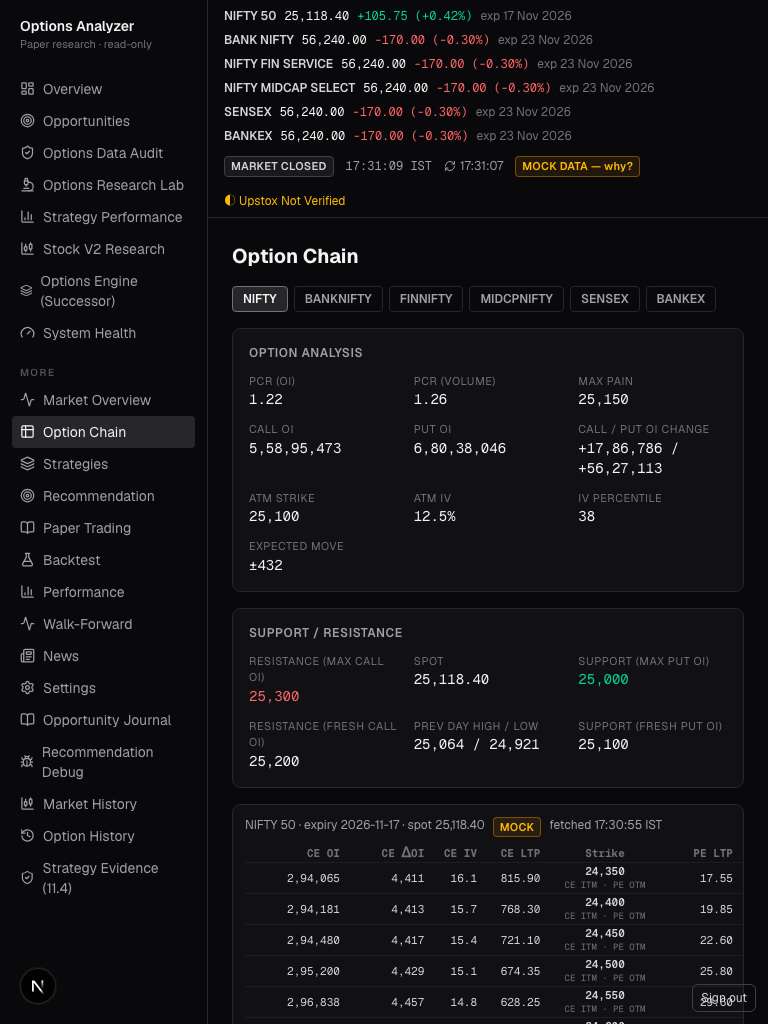 Options Analyzer
Paper research · read-only
Overview
Opportunities
Options Data Audit
Options Research Lab
Strategy Performance
Stock V2 Research
Options Engine
(Successor)
System Health
MORE
Market Overview
Option Chain
Strategies
Recommendation
Paper Trading
Backtest
Performance
Walk-Forward
News
Settings
Opportunity Journal
Recommendation
Debug
Market History
Option History
Strategy Evidence
(11.4)
N
NIFTY 50 25,118.40 +105.75 (+0.42%) exp 17 Nov 2026
BANK NIFTY 56,240.00 -170.00 (-0.30%) exp 23 Nov 2026
NIFTY FIN SERVICE 56,240.00 -170.00 (-0.30%) exp 23 Nov 2026
NIFTY MIDCAP SELECT 56,240.00 -170.00 (-0.30%) exp 23 Nov 2026
SENSEX 56,240.00 -170.00 (-0.30%) exp 23 Nov 2026
BANKEX 56,240.00 -170.00 (-0.30%) exp 23 Nov 2026
MARKET CLOSED 17:31:09 IST 17:31:07 MOCK DATA — why?
Upstox Not Verified
Option Chain
NIFTY BANKNIFTY FINNIFTY MIDCPNIFTY SENSEX BANKEX
OPTION ANALYSIS
PCR (OI) PCR (VOLUME) MAX PAIN
1.22 1.26 25,150
CALL OI PUT OI CALL / PUT OI CHANGE
5,58,95,473 6,80,38,046 +17,86,786 /
+56,27,113
ATM STRIKE ATM IV IV PERCENTILE
25,100 12.5% 38
EXPECTED MOVE
±432
SUPPORT / RESISTANCE
RESISTANCE (MAX CALL OI) SPOT SUPPORT (MAX PUT OI)
25,300 25,118.40 25,000
RESISTANCE (FRESH CALL OI) PREV DAY HIGH / LOW SUPPORT (FRESH PUT OI)
25,200 25,064 / 24,921 25,100
NIFTY 50 · expiry 2026-11-17 · spot 25,118.40 MOCK fetched 17:30:55 IST
CE OI CE ΔOI CE IV CE LTP Strike PE LTP
2,94,065 4,411 16.1 815.90 24,350 17.55
CE ITM · PE OTM
2,94,181 4,413 15.7 768.30 24,400 19.85
CE ITM · PE OTM
2,94,480 4,417 15.4 721.10 24,450 22.60
CE ITM · PE OTM
2,95,200 4,429 15.1 674.35 24,500 25.80
CE ITM · PE OTM
2,96,838 4,457 14.8 628.25 24,550
CE ITM · PE OTM
Sign out